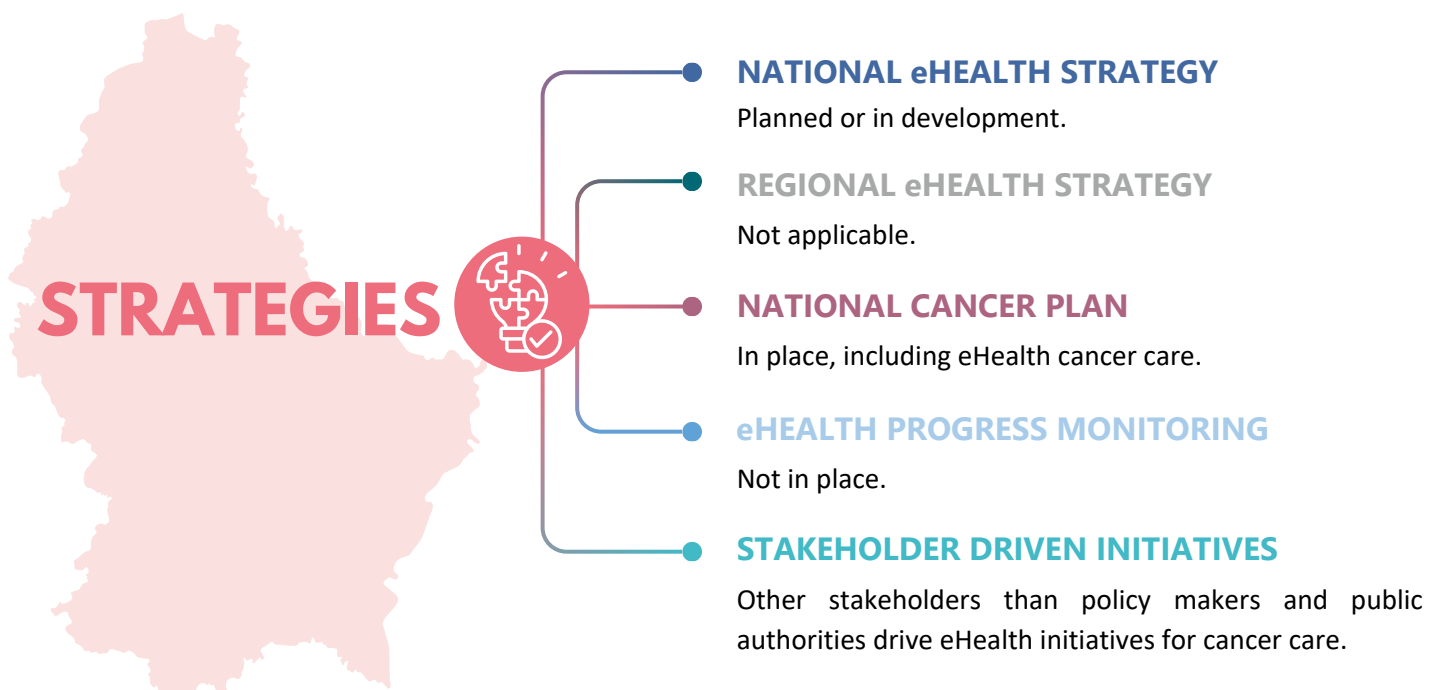 STRATEGIES
NATIONAL eHEALTH STRATEGY
Planned or in development.
REGIONAL eHEALTH STRATEGY
Not applicable.
NATIONAL CANCER PLAN
In place, including eHealth cancer care.
eHEALTH PROGRESS MONITORING
Not in place.
STAKEHOLDER DRIVEN INITIATIVES
Other stakeholders than policy makers and public
authorities drive eHealth initiatives for cancer care.